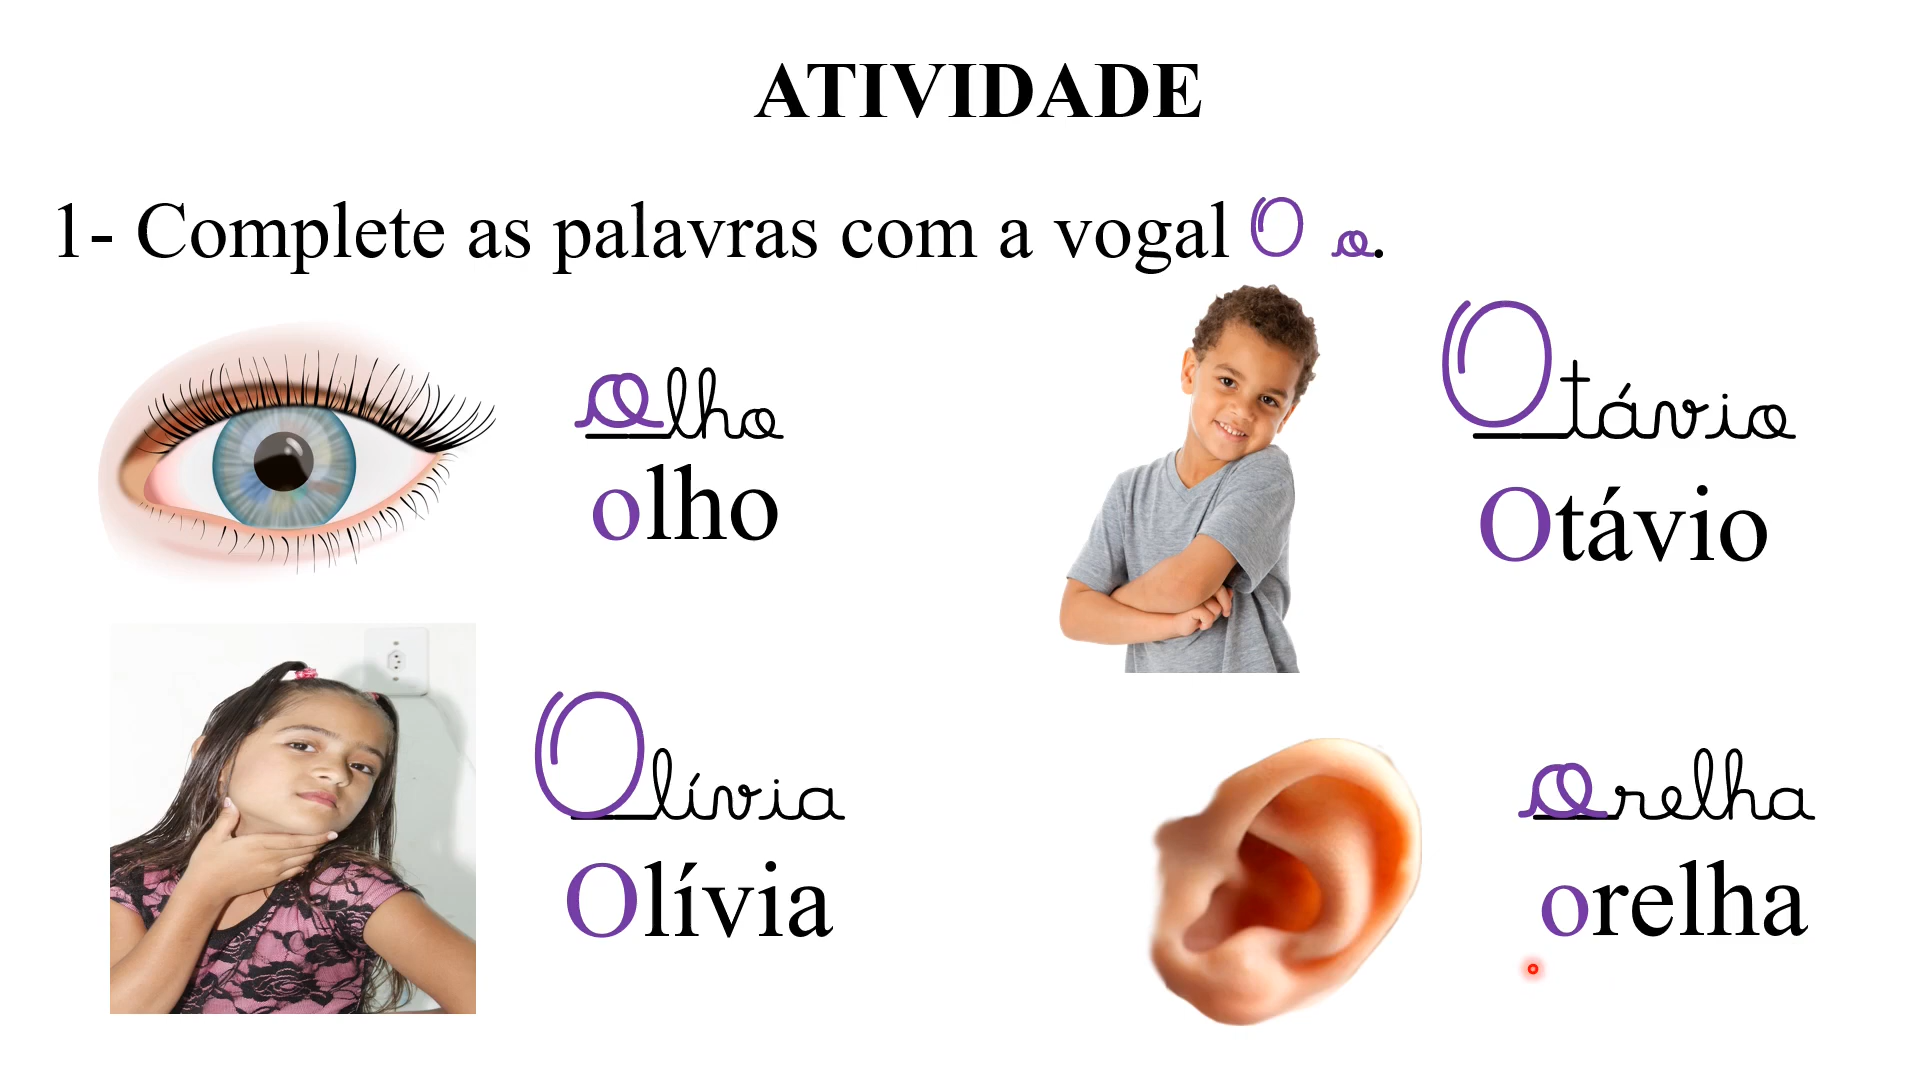 ATIVIDADE
1- Complete as palavras com a vogal O o.
olho
olho
Otávio
Otávio
Olívia
Olívia
orelha
orelha